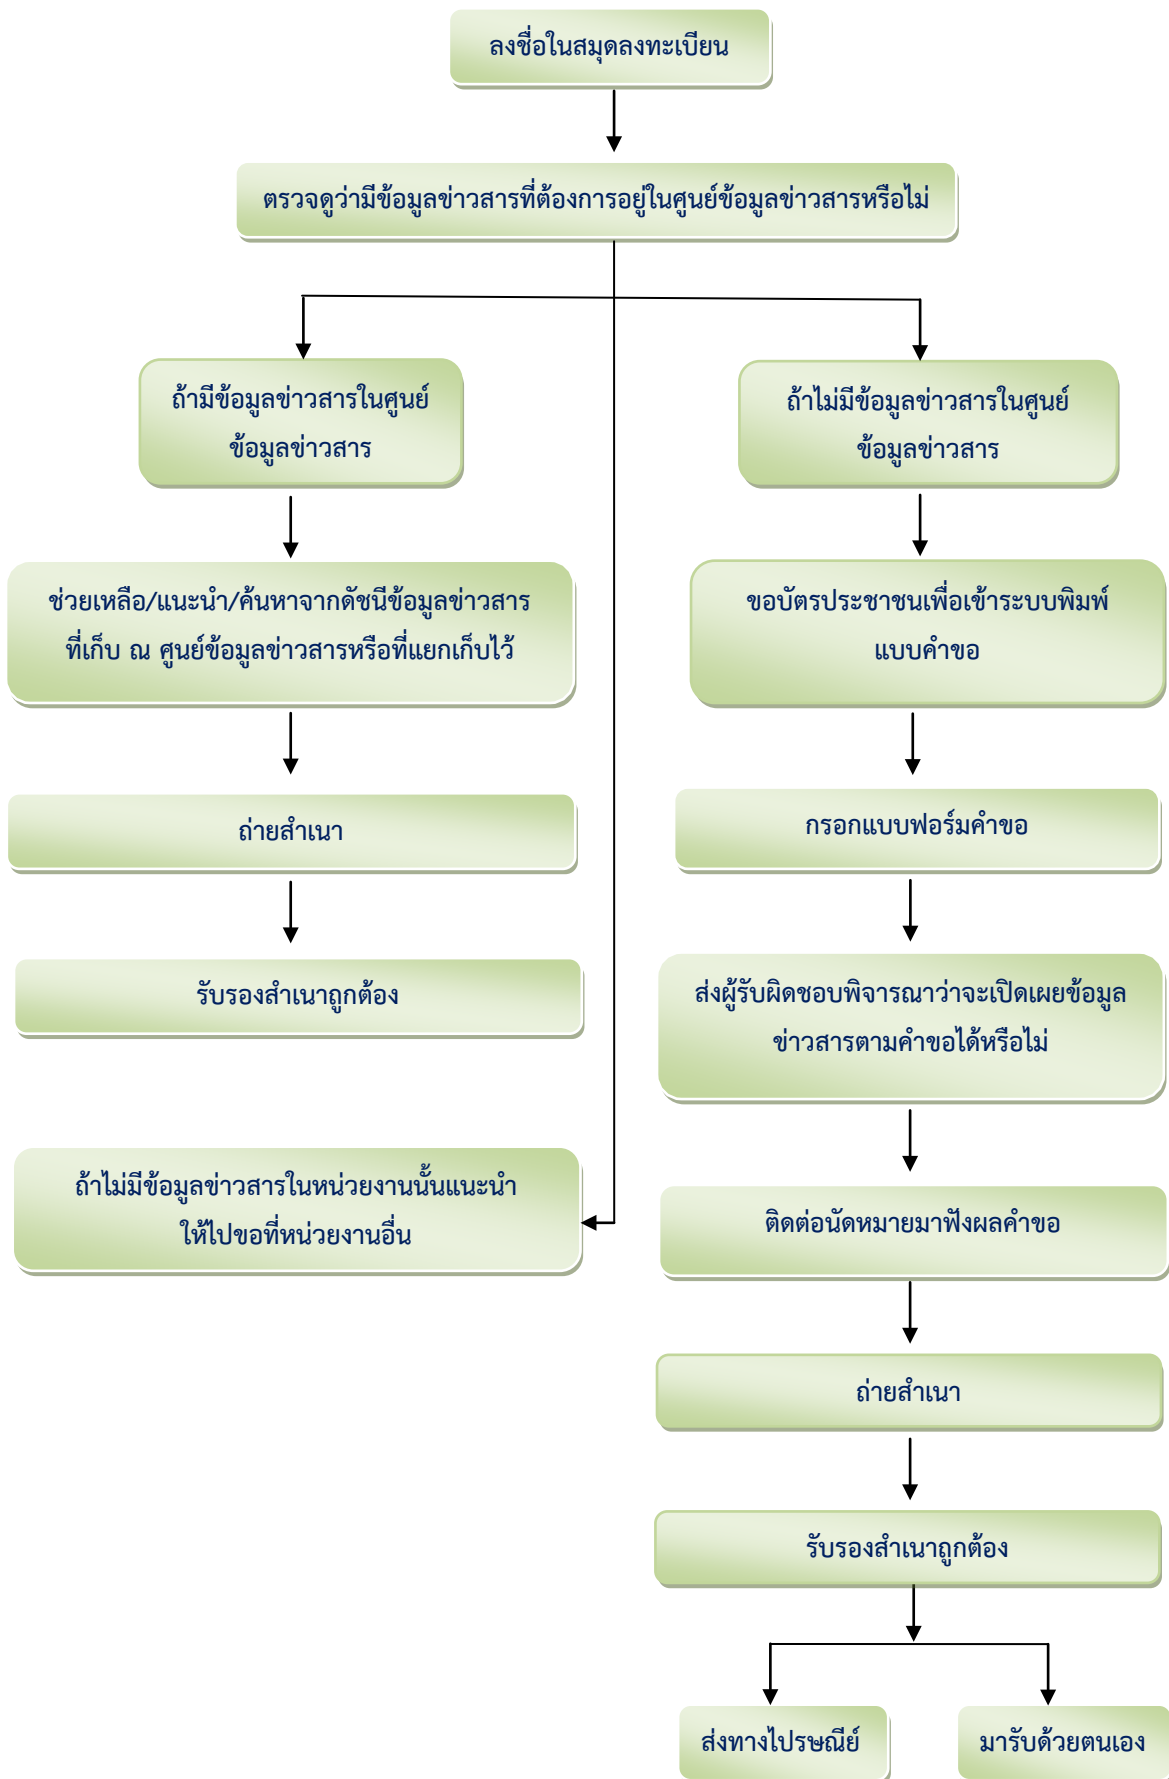 ลงชื่อในสมุดลงทะเบียน
ตรวจดูว่ามีข้อมูลข่าวสารที่ต้องการอยู่ในศูนย์ข้อมูลข่าวสารหรือไม่
ถ้ามีข้อมูลข่าวสารในศูนย์
ข้อมูลข่าวสาร
ช่วยเหลือ/แนะนำ/ค้นหาจากดัชนีข้อมูลข่าวสาร
ที่เก็บ ณ ศูนย์ข้อมูลข่าวสารหรือที่แยกเก็บไว้
ถ่ายสำเนา
รับรองสำเนาถูกต้อง
ถ้าไม่มีข้อมูลข่าวสารในหน่วยงานนั้นแนะนำ
ให้ไปขอที่หน่วยงานอื่น
ถ้าไม่มีข้อมูลข่าวสารในศูนย์
ข้อมูลข่าวสาร
ขอบัตรประชาชนเพื่อเข้าระบบพิมพ์
แบบคำขอ
กรอกแบบฟอร์มคำขอ
ส่งผู้รับผิดชอบพิจารณาว่าจะเปิดเผยข้อมูล
ข่าวสารตามคำขอได้หรือไม่
ติดต่อนัดหมายมาฟังผลคำขอ
ถ่ายสำเนา
รับรองสำเนาถูกต้อง
ส่งทางไปรษณีย์
มารับด้วยตนเอง